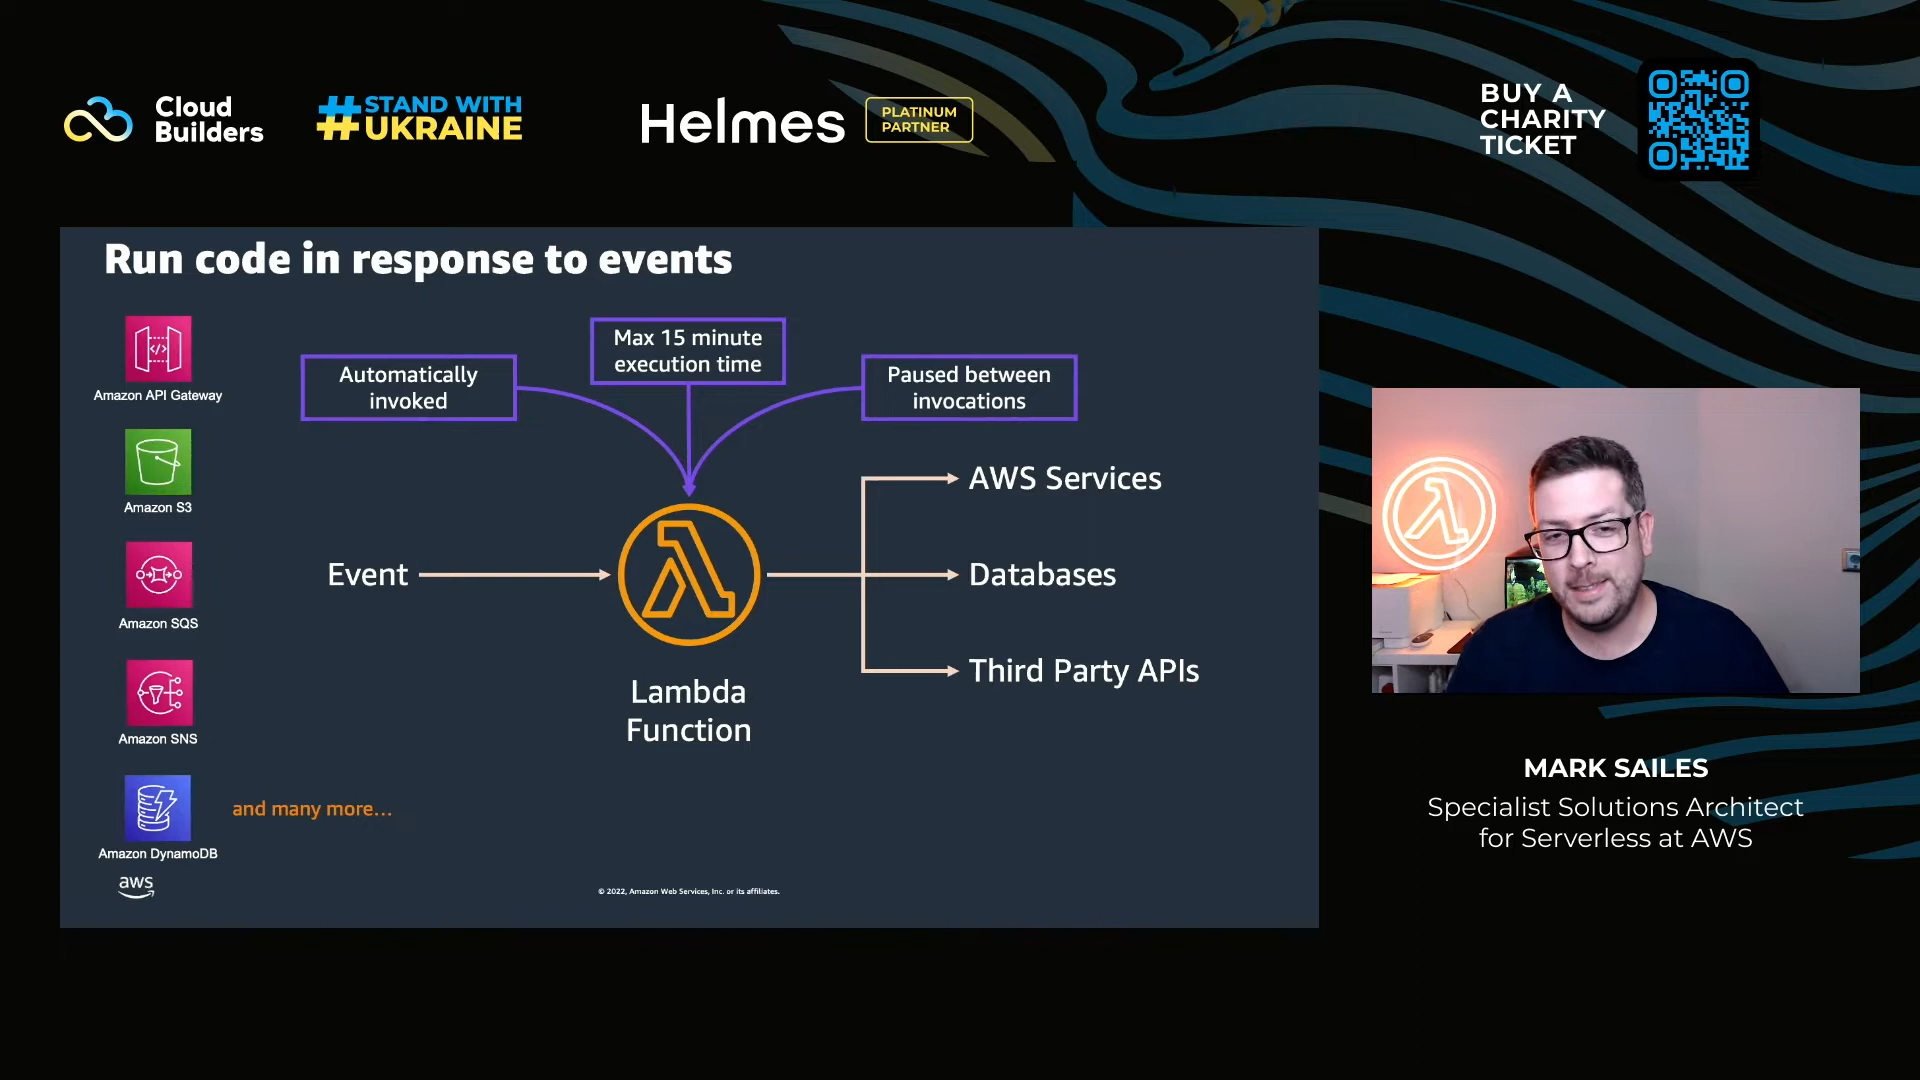 Cloud
Builders
#STAND WITH
#UKRAINE
Helmes
PLATINUM
PARTNER
BUY A
CHARITY
TICKET
Run code in response to events
Amazon API Gateway
Amazon S3
Amazon SQS
Amazon SNS
Amazon DynamoDB
and many more...
Automatically
invoked
Max 15 minute
execution time
Paused between
invocations
Event
Lambda
Function
AWS Services
Databases
Third Party APIs
aws
© 2022, Amazon Web Services, Inc. or its affiliates.
MARK SAILES
Specialist Solutions Architect
for Serverless at AWS